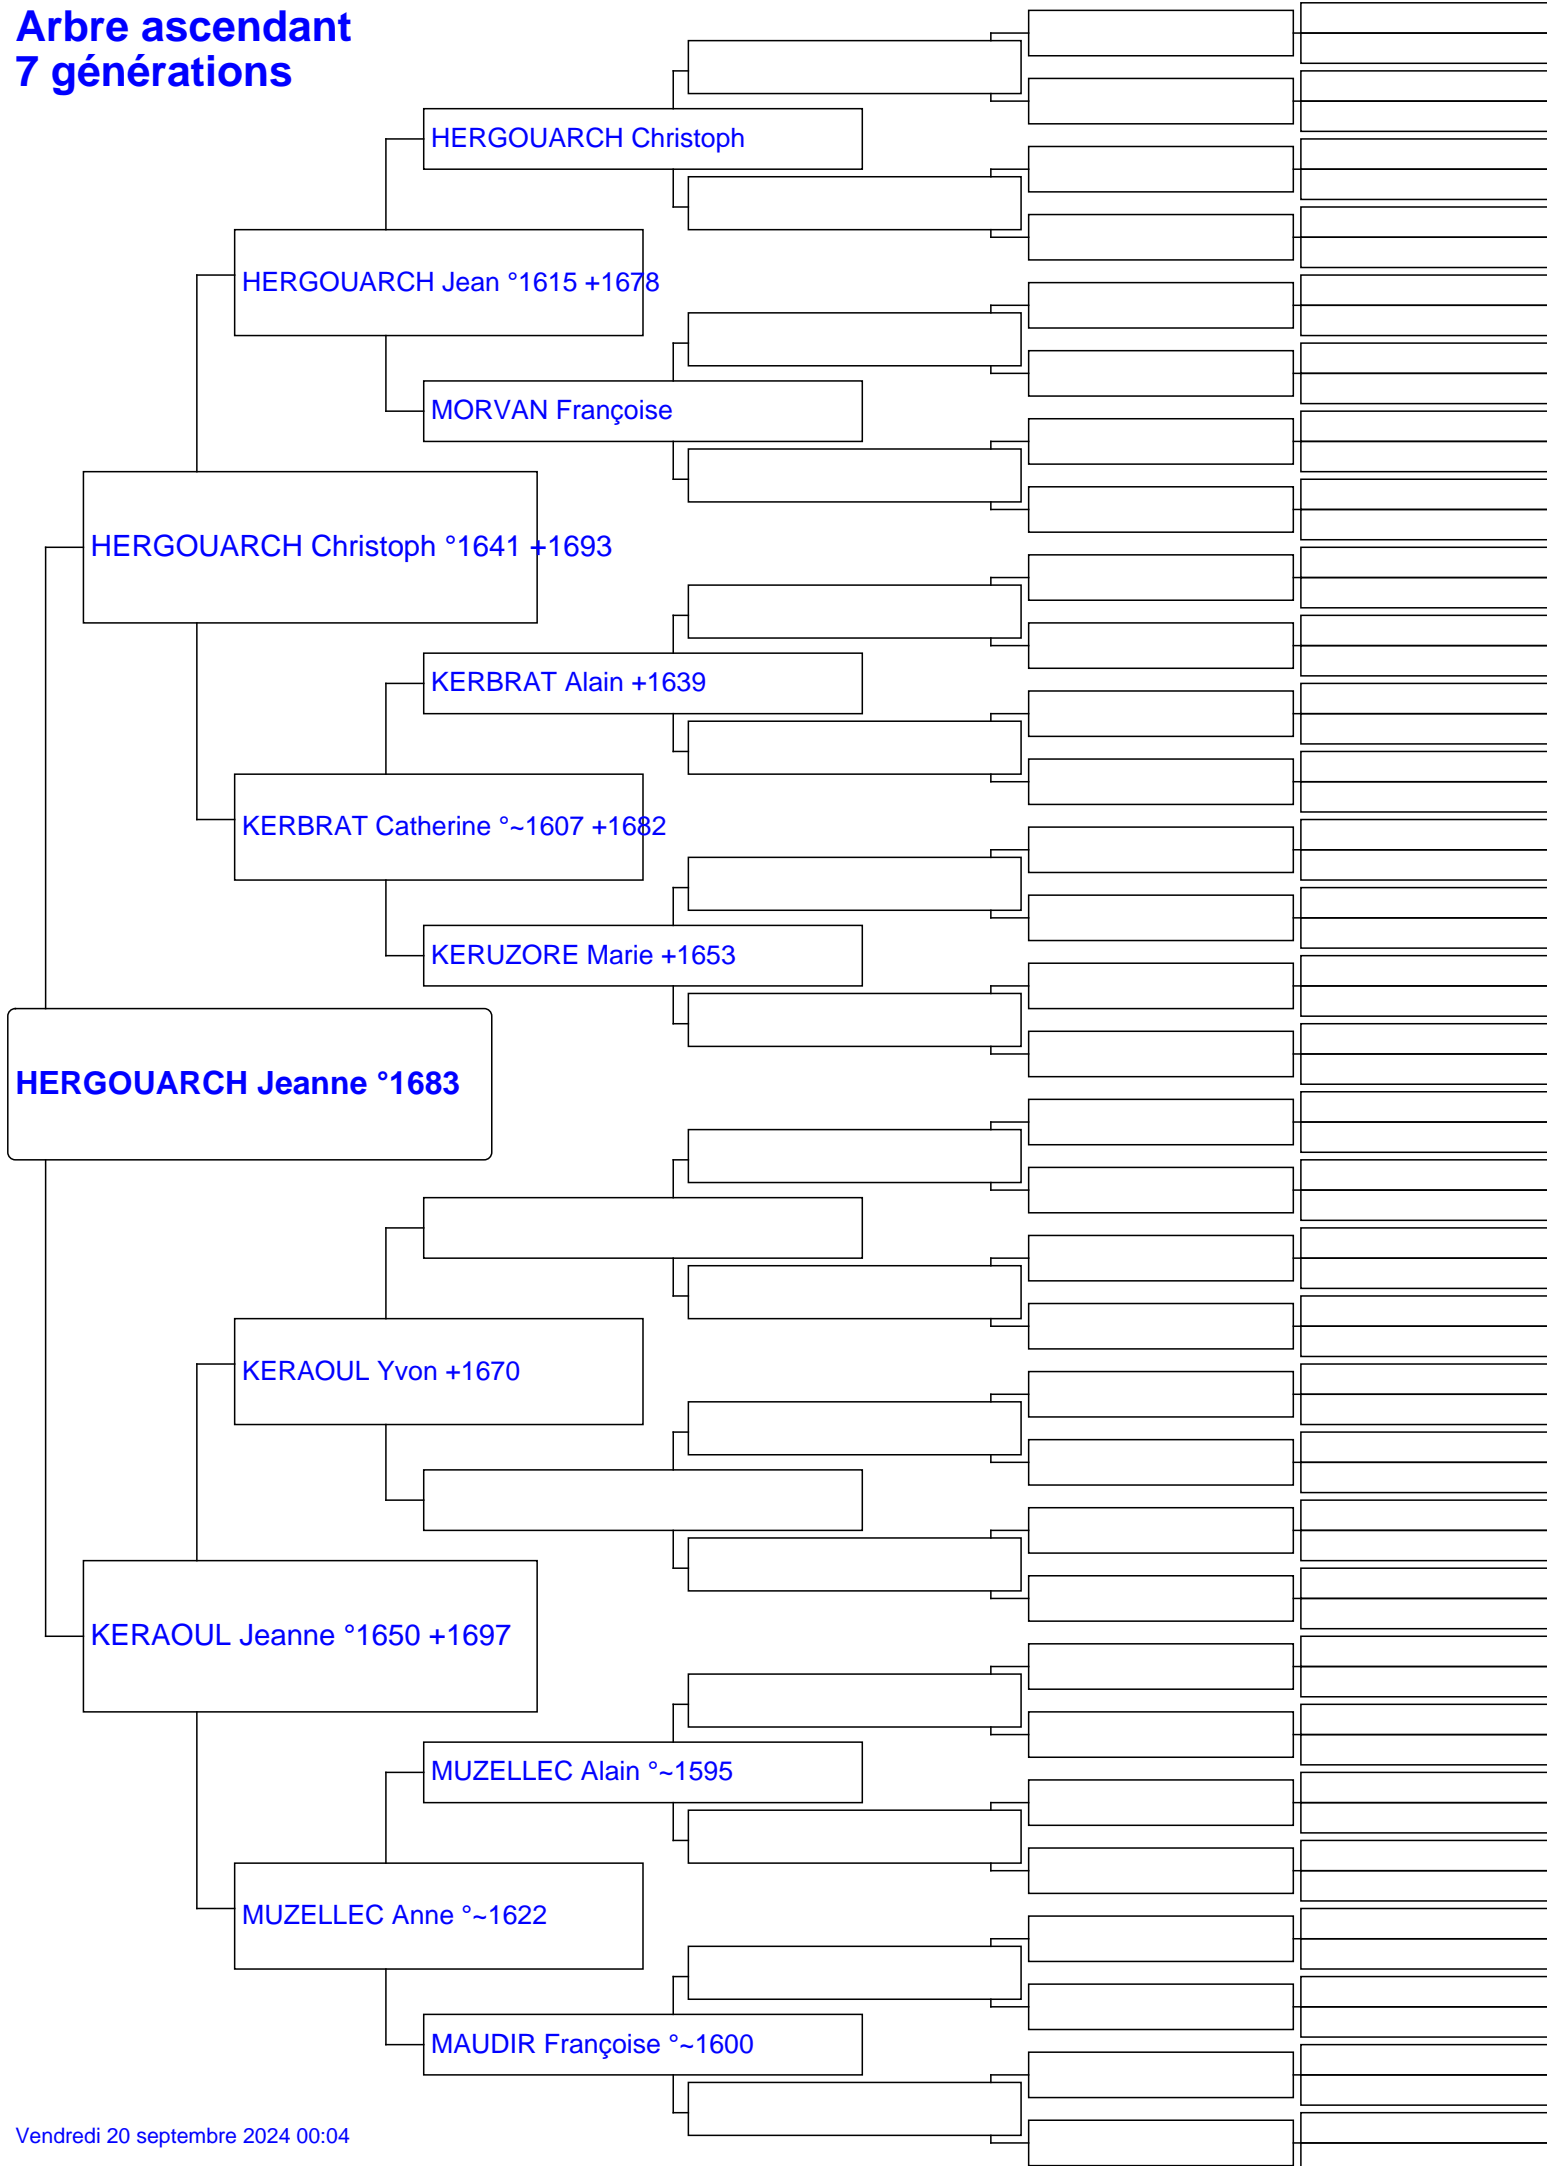 Arbre ascendant
7 générations
HERGOUARCH Christoph
HERGOUARCH Jean °1615 +1678
MORVAN Françoise
HERGOUARCH Christoph °1641 +1693
KERBRAT Alain +1639
KERBRAT Catherine °~1607 +1682
KERUZORE Marie +1653
HERGOUARCH Jeanne °1683
KERAOUL Yvon +1670
KERAOUL Jeanne °1650 +1697
MUZELLEC Alain °~1595
MUZELLEC Anne °~1622
MAUDIR Françoise °~1600
Vendredi 20 septembre 2024 00:04